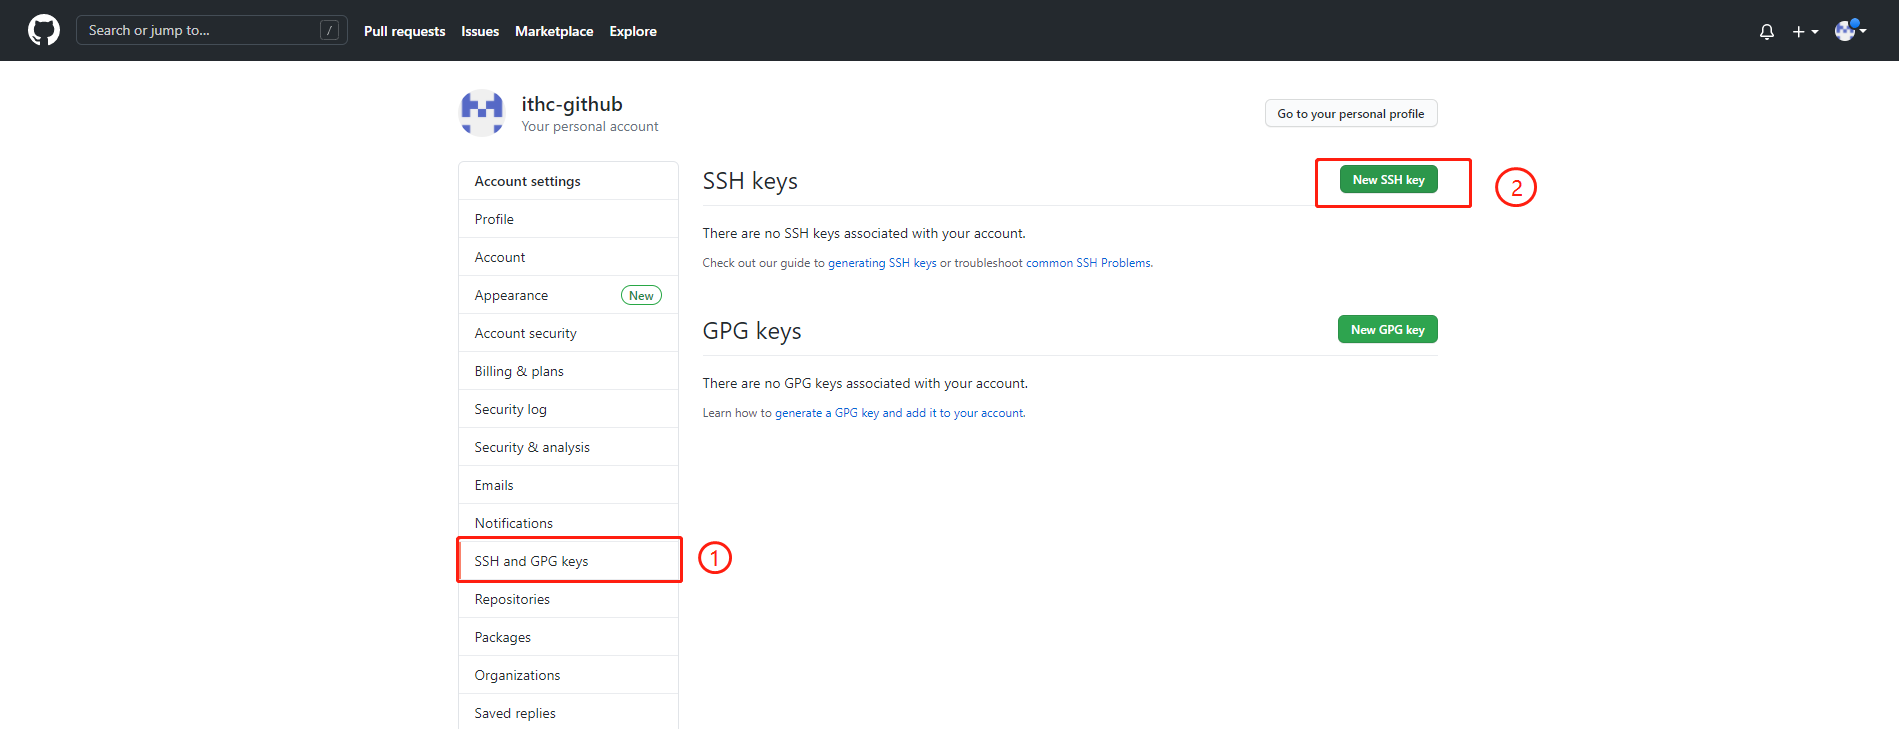 Search or jump to...
/
Pull requests
Issues
Marketplace
Explore
ithc-github
Your personal account
Go to your personal profile
Account settings
Profile
Account
Appearance
New
Account security
Billing & plans
Security log
Security & analysis
Emails
Notifications
SSH and GPG keys
1
Repositories
Packages
Organizations
Saved replies
SSH keys
New SSH key
2
There are no SSH keys associated with your account.
Check out our guide to generating SSH keys or troubleshoot common SSH Problems.
GPG keys
New GPG key
There are no GPG keys associated with your account.
Learn how to generate a GPG key and add it to your account.